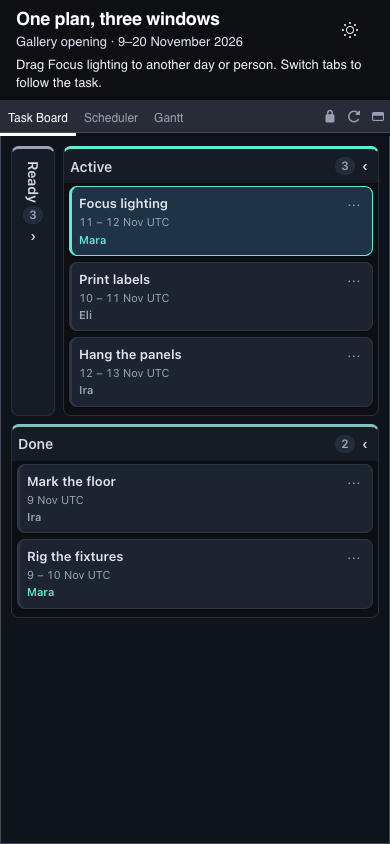 One plan, three windows
Gallery opening · 9–20 November 2026
Drag Focus lighting to another day or person. Switch tabs to
follow the task.
Task Board
Scheduler
Gantt
Ready
3
Active
3
Focus lighting
11 – 12 Nov UTC
Mara
Print labels
10 – 11 Nov UTC
Eli
Hang the panels
12 – 13 Nov UTC
Ira
Done
2
Mark the floor
9 Nov UTC
Ira
Rig the fixtures
9 – 10 Nov UTC
Mara